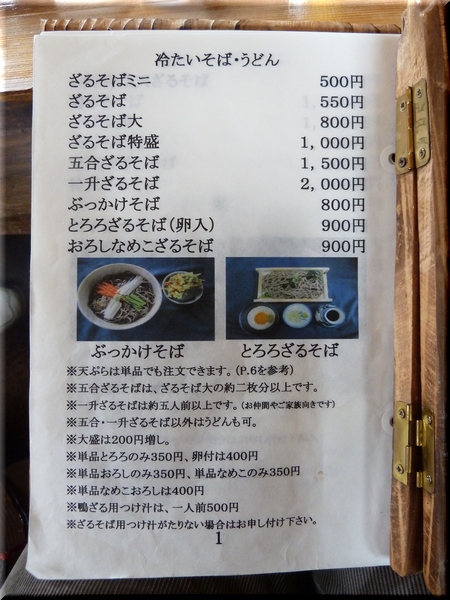 冷たいそば・うどん
ざるそばミニ 500円
ざるそば 550円
ざるそば大 800円
ざるそば特盛 1,000円
五合ざるそば 1,500円
一升ざるそば 2,000円
ぶっかけそば 800円
とろろざるそば(卵入) 900円
おろしなめこざるそば 900円
ぶっかけそば とろろざるそば
※天ぷらは単品でも注文できます。(P.6を参考)
※五合ざるそばは、ざるそば大の約二枚分以上です。
※一升ざるそばは約五人前以上です。(お仲間やご家族向きです)
※五合・一升ざるそば以外はうどんも可。
※大盛は200円増し。
※単品とろろのみ350円、卵付は400円
※単品おろしのみ350円、単品なめこのみ350円
※単品なめこおろしは400円
※鴨ざる用つけ汁は、一人前500円
※ざるそば用つけ汁がたりない場合はお申し付け下さい。
1